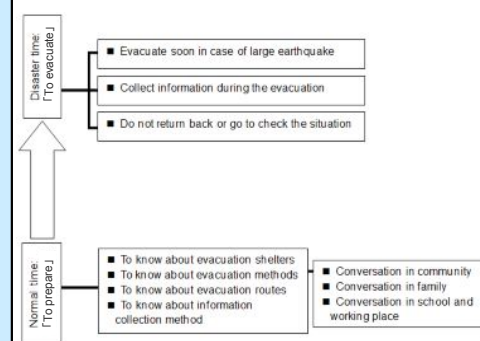 Disaster time:
「To evacuate」
■ Evacuate soon in case of large earthquake
■ Collect information during the evacuation
■ Do not return back or go to check the situation
Normal time:
「To prepare」
■ To know about evacuation shelters
■ To know about evacuation methods
■ To know about evacuation routes
■ To know about information
collection method
■ Conversation in community
■ Conversation in family
■ Conversation in school and
working place